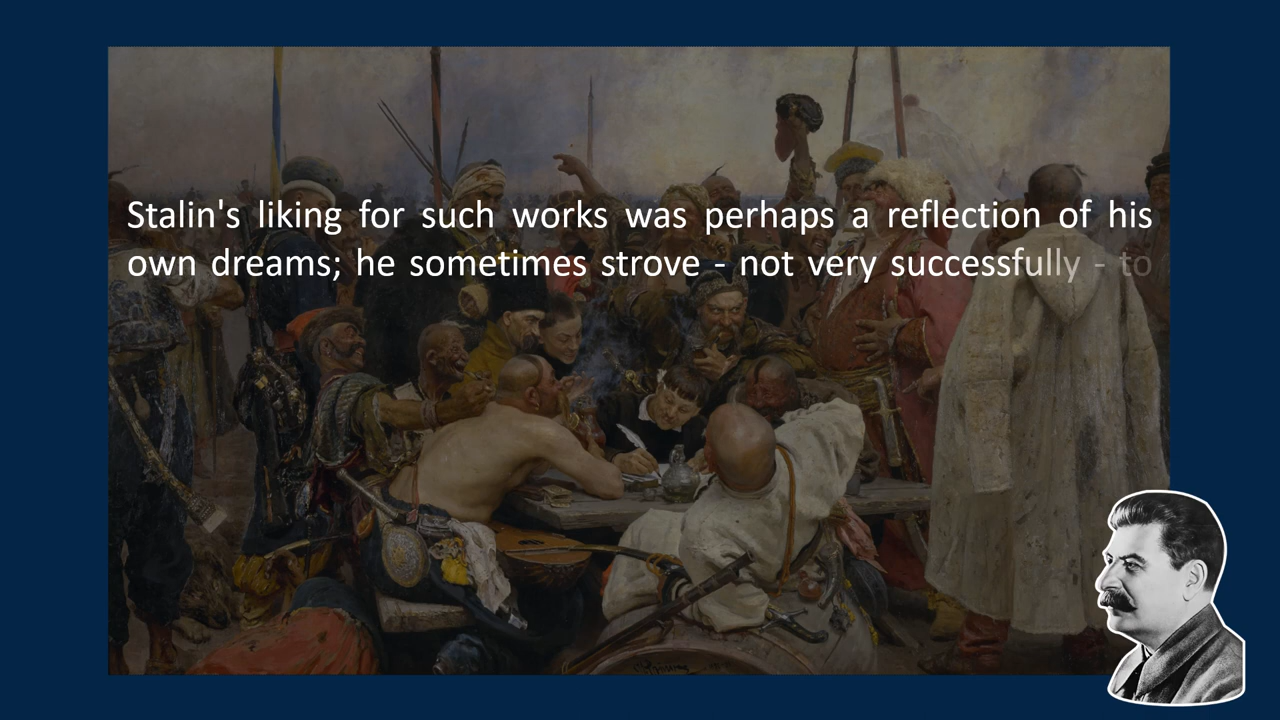 Stalin's liking for such works was perhaps a reflection of his
own dreams; he sometimes strove - not very successfully - to